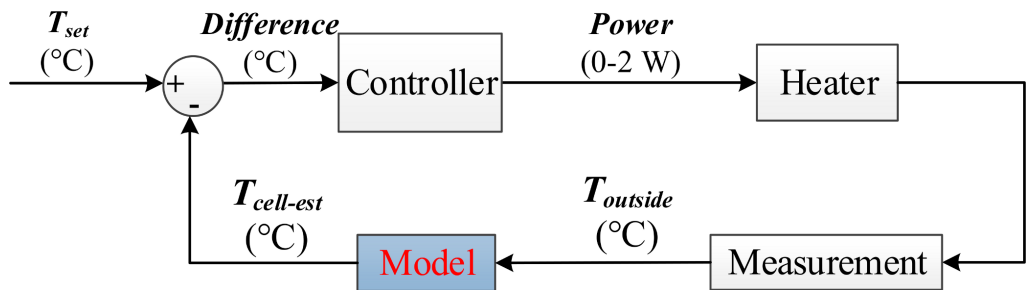 T_set
(°C)
Difference
(°C)
Power
(0-2 W)
+
-
Controller
Heater
T_cell-est
(°C)
T_outside
(°C)
Model
Measurement